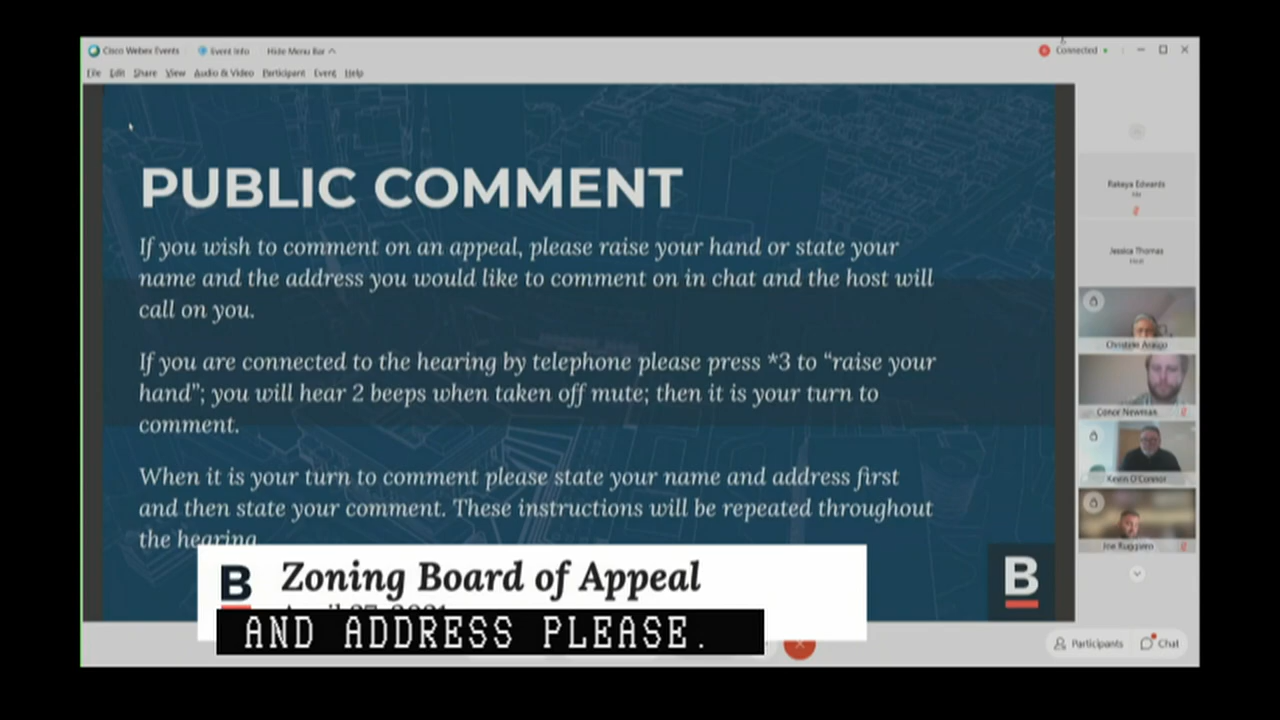 Cisco Webex Events
Event Info
Hide Menu Bar
Connected
File Edit Share View Audio & Video Participant Event Help
PUBLIC COMMENT
If you wish to comment on an appeal, please raise your hand or state your
name and the address you would like to comment on in chat and the host will
call on you.
If you are connected to the hearing by telephone please press *3 to “raise your
hand”; you will hear 2 beeps when taken off mute; then it is your turn to
comment.
When it is your turn to comment please state your name and address first
and then state your comment. These instructions will be repeated throughout
the hearing
Rakeya Edwards
Jessica Thomas
Host
Christine Araujo
Conor Newman
Kevin O'Connor
Joe Ruggiero
B
B Zoning Board of Appeal
April 27, 2021
AND ADDRESS PLEASE.
Participants
Chat